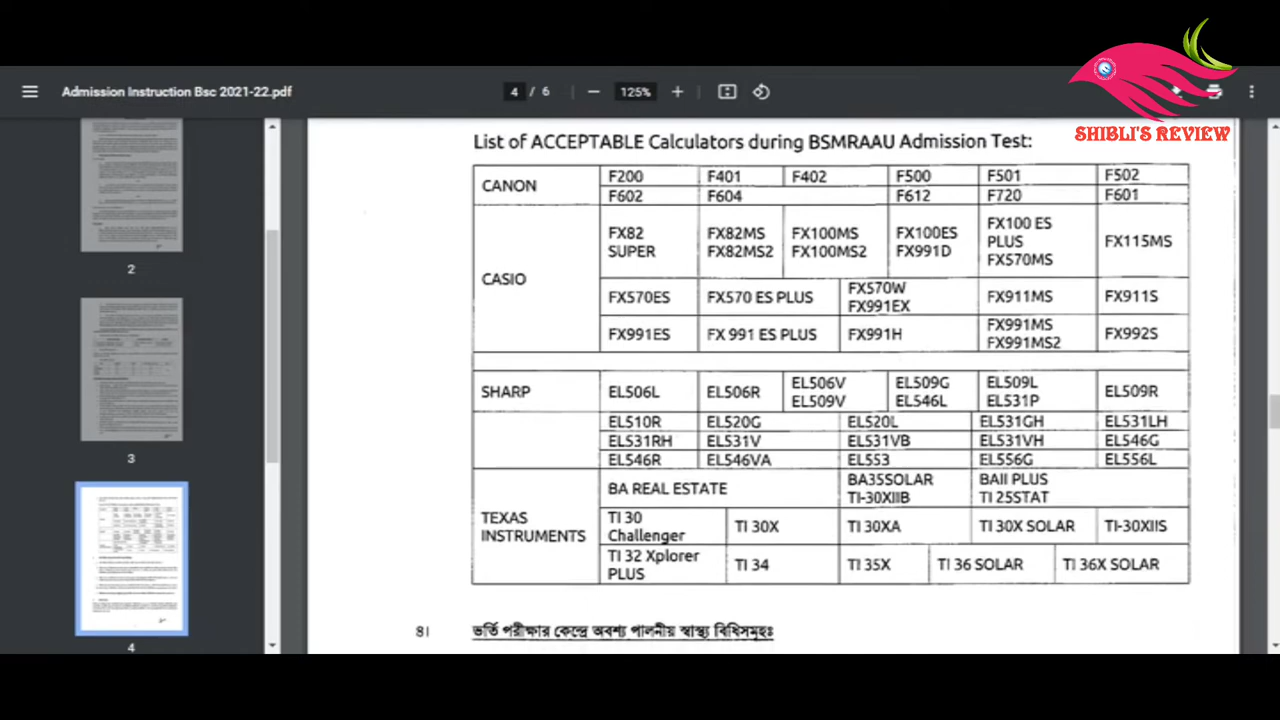 SHIBLI'S REVIEW
Admission Instruction Bsc 2021-22.pdf
4 / 6
125%
2
3
4
List of ACCEPTABLE Calculators during BSMRAAU Admission Test:
CANON
F200 F401 F402 F500 F501 F502
F602 F604 F612 F720 F601
CASIO
FX82 SUPER
FX82MS FX82MS2
FX100MS FX100MS2
FX100ES FX991D
FX100 ES PLUS FX570MS
FX115MS
FX570ES
FX570 ES PLUS
FX570W FX991EX
FX911MS
FX911S
FX991ES
FX 991 ES PLUS
FX991H
FX991MS FX991MS2
FX992S
SHARP
EL506L
EL506R
EL506V EL509V
EL509G EL546L
EL509L EL531P
EL509R
EL510R EL520G EL520L EL531GH EL531LH
EL531RH EL531V EL531VB EL531VH EL546G
EL546R EL546VA EL553 EL556G EL556L
TEXAS INSTRUMENTS
BA REAL ESTATE
BA35SOLAR TI-30XIIB
BAII PLUS TI 25STAT
TI 30 Challenger
TI 30X
TI 30XA
TI 30X SOLAR
TI-30XIIS
TI 32 Xplorer PLUS
TI 34
TI 35X
TI 36 SOLAR
TI 36X SOLAR
৪। ভর্তি পরীক্ষার কেন্দ্রে অবশ্য পালনীয় স্বাস্থ্য বিধিসমূহঃ